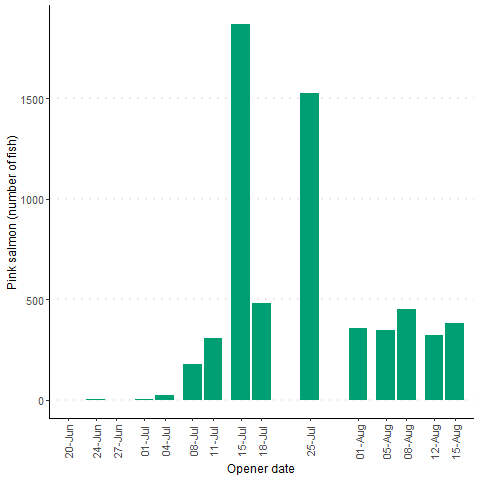 Pink salmon (number of fish)
1500
1000
500
0
20-Jun
24-Jun
27-Jun
01-Jul
04-Jul
08-Jul
11-Jul
15-Jul
18-Jul
25-Jul
01-Aug
05-Aug
08-Aug
12-Aug
15-Aug
Opener date